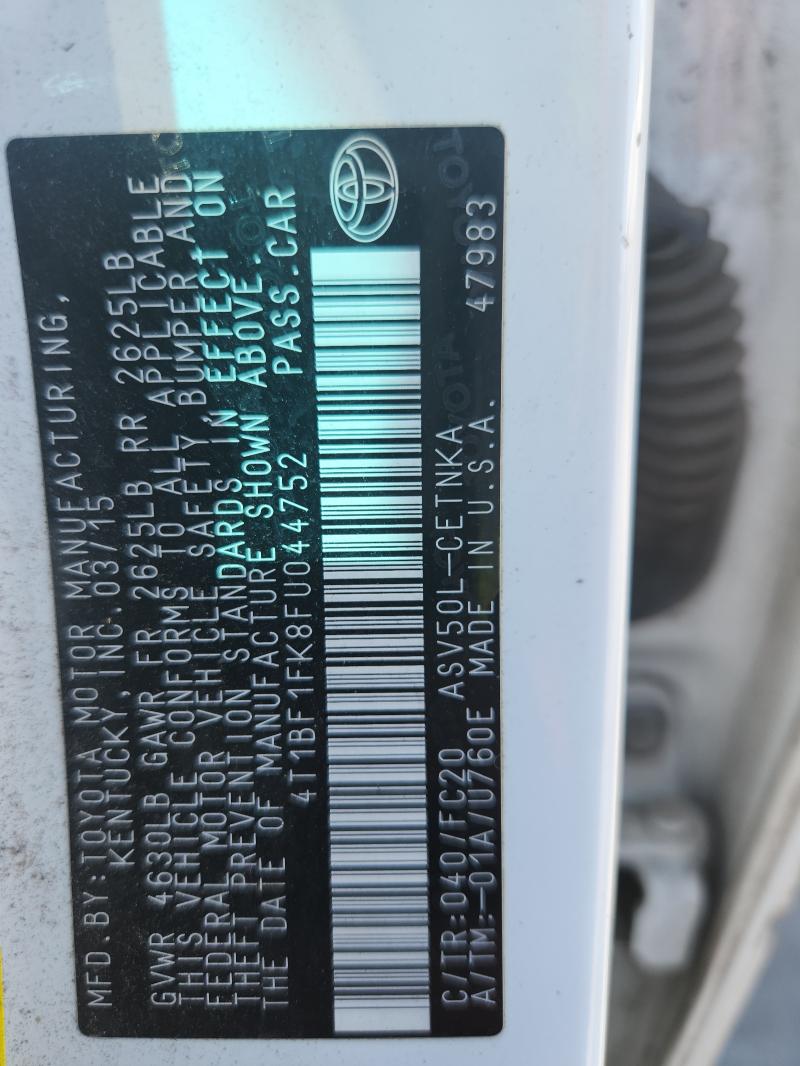 MFD.BY:TOYOTA MOTOR MANUFACTURING,
KENTUCKY, INC.03/15
GVWR 4630LB GAWR FR 2625LB RR 2625LB
THIS VEHICLE CONFORMS TO ALL APPLICABLE
FEDERAL MOTOR VEHICLE SAFETY, BUMPER AND
THEFT PREVENTION STANDARDS IN EFFECT ON
THE DATE OF MANUFACTURE SHOWN ABOVE.
4T1BF1FK8FU044752 PASS.CAR
C/TR:040/FC20 ASV50L-CETNKA
A/TM:-01A/U760E MADE IN U.S.A. 47983